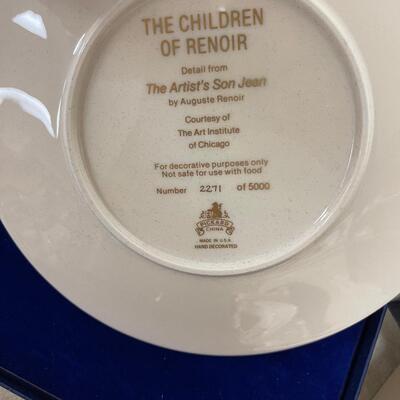 THE CHILDREN
OF RENOIR
Detail from
The Artist's Son Jean
by Auguste Renoir
Courtesy of
The Art Institute
of Chicago
For decorative purposes only
Not safe for use with food
Number 2271 of 5000
PICKARD
CHINA
MADE IN U.S.A.
HAND DECORATED